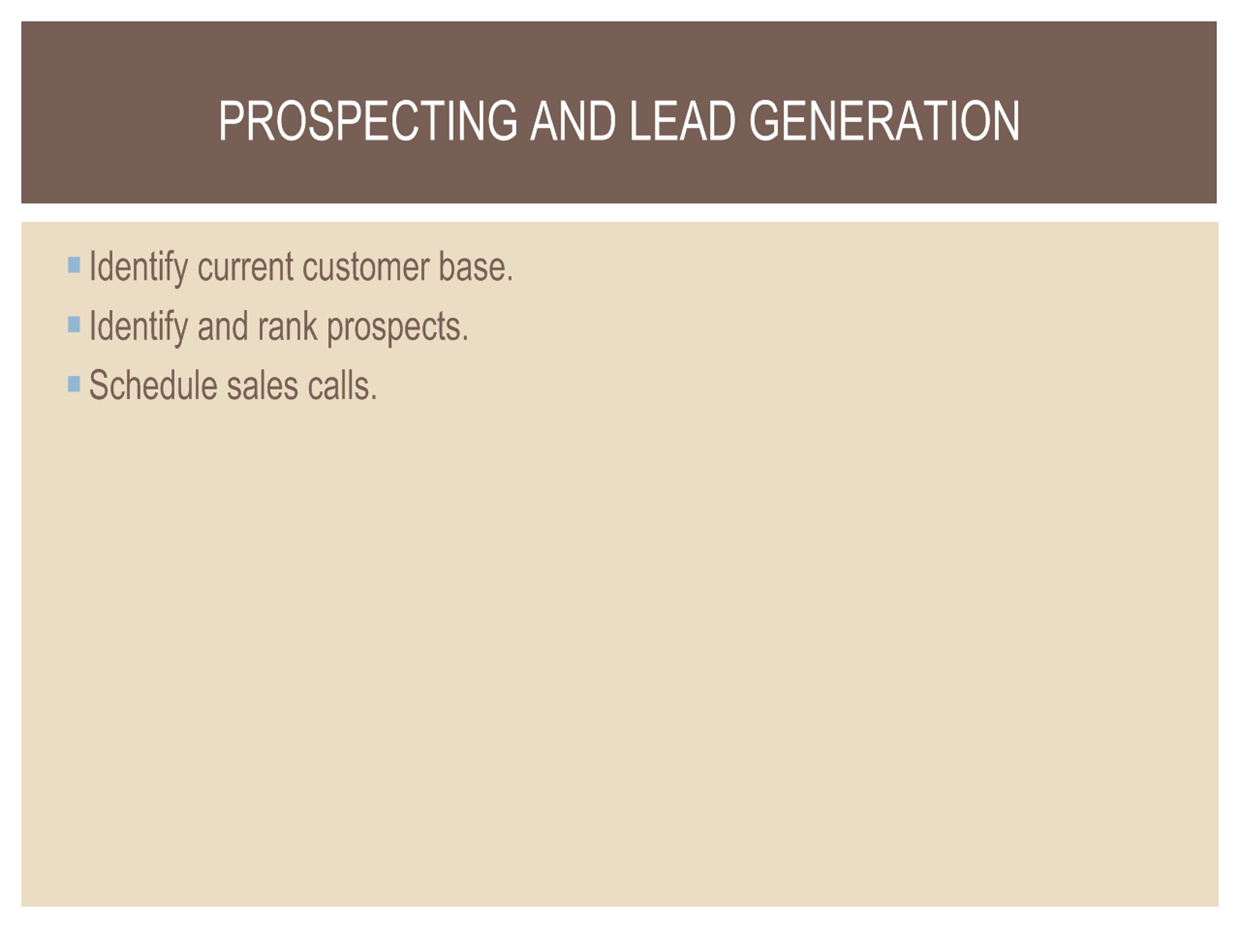 PROSPECTING AND LEAD GENERATION
Identify current customer base.
Identify and rank prospects.
Schedule sales calls.